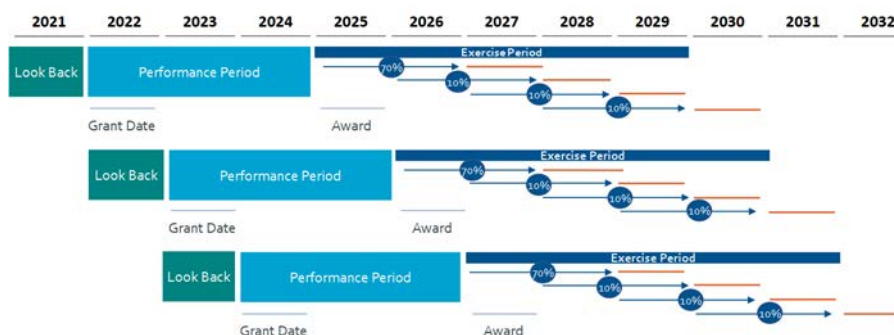 2021 2022 2023 2024 2025 2026 2027 2028 2029 2030 2031 2032
Exercise Period
Look Back Performance Period
70%
10%
10%
10%
Grant Date Award
Exercise Period
Look Back Performance Period
70%
10%
10%
10%
Grant Date Award
Exercise Period
Look Back Performance Period
70%
10%
10%
10%
Grant Date Award